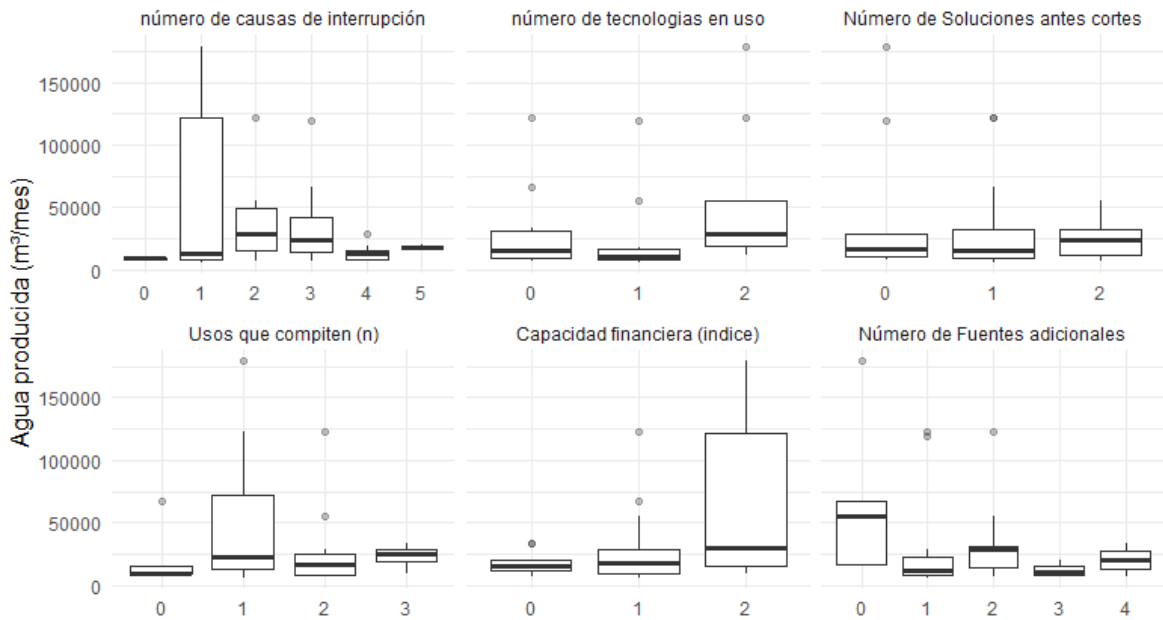 número de causas de interrupción
número de tecnologias en uso
Número de Soluciones antes cortes
Agua producida (m³/mes)
150000
100000
50000
0
0 1 2 3 4 5
0 1 2
0 1 2
Usos que compiten (n)
Capacidad financiera (índice)
Número de Fuentes adicionales
150000
100000
50000
0
0 1 2 3
0 1 2
0 1 2 3 4